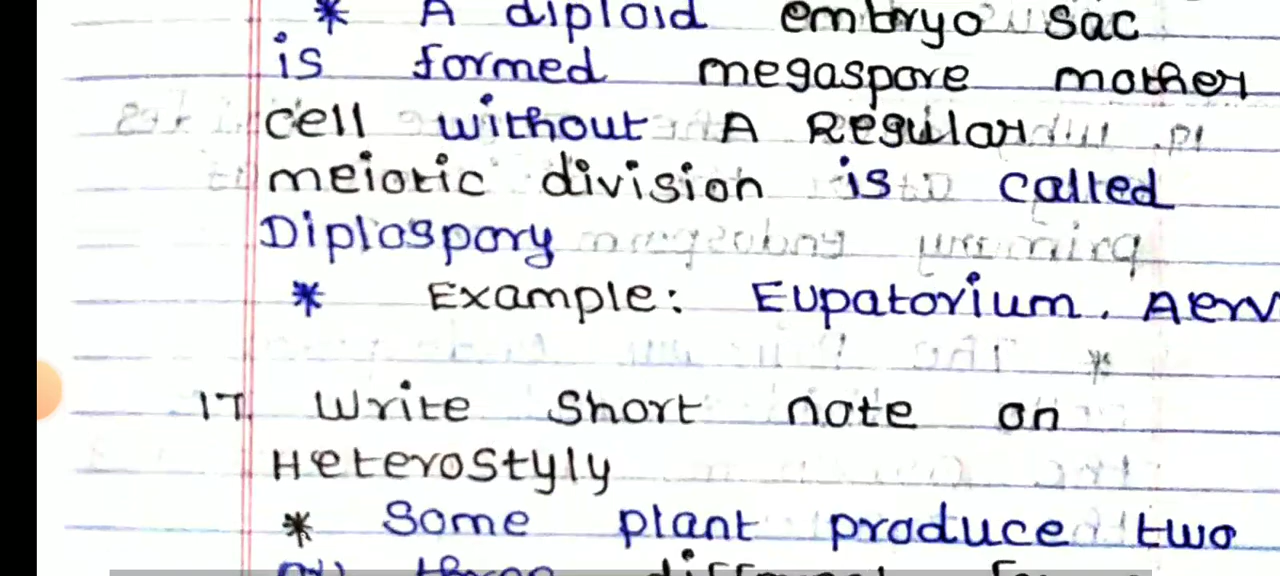 * A diploid embryo sac
is formed megaspore mother
cell without A Regular
meiotic division is called
Diplospory
* Example: Eupatorium. Aerv
17. Write Short note on
Heterostyly
* Some plant produce two